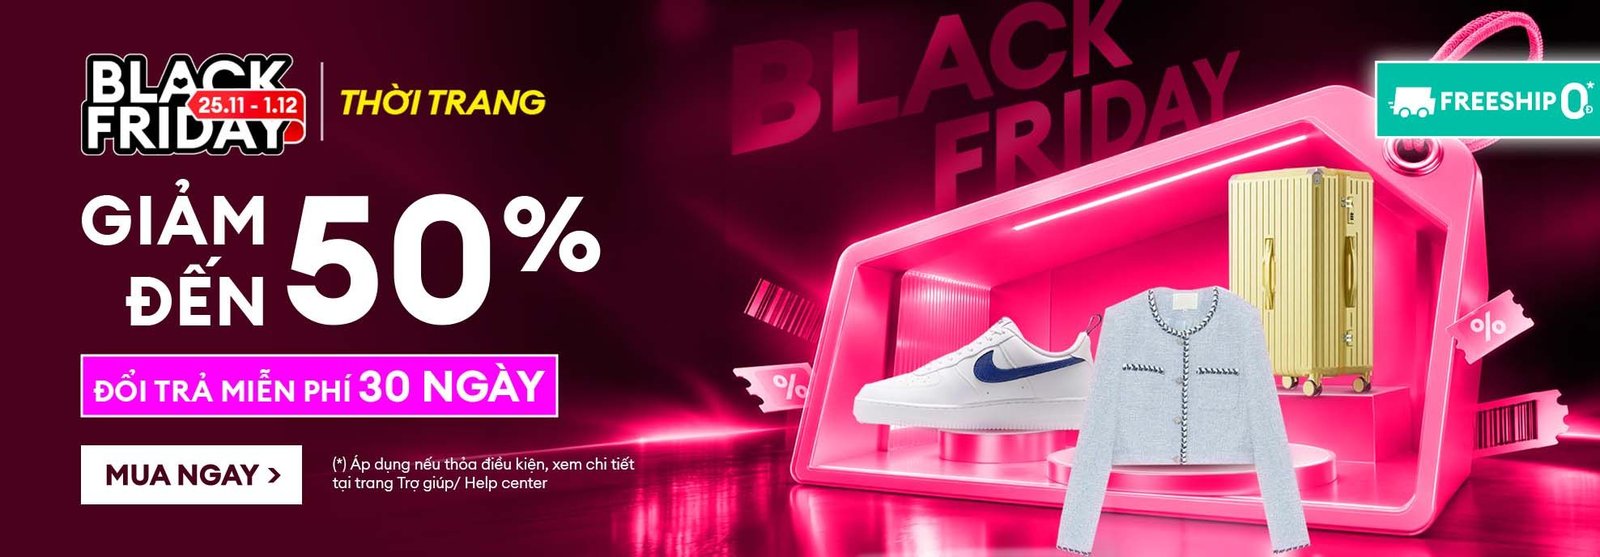 BLACK
FRIDAY
25.11 - 1.12
THỜI TRANG
GIẢM
ĐẾN
50%
ĐỔI TRẢ MIỄN PHÍ 30 NGÀY
MUA NGAY >
(*) Áp dụng nếu thỏa điều kiện, xem chi tiết
tại trang Trợ giúp/ Help center
BLACK
FRIDAY
FREESHIP 0Đ*
%
%